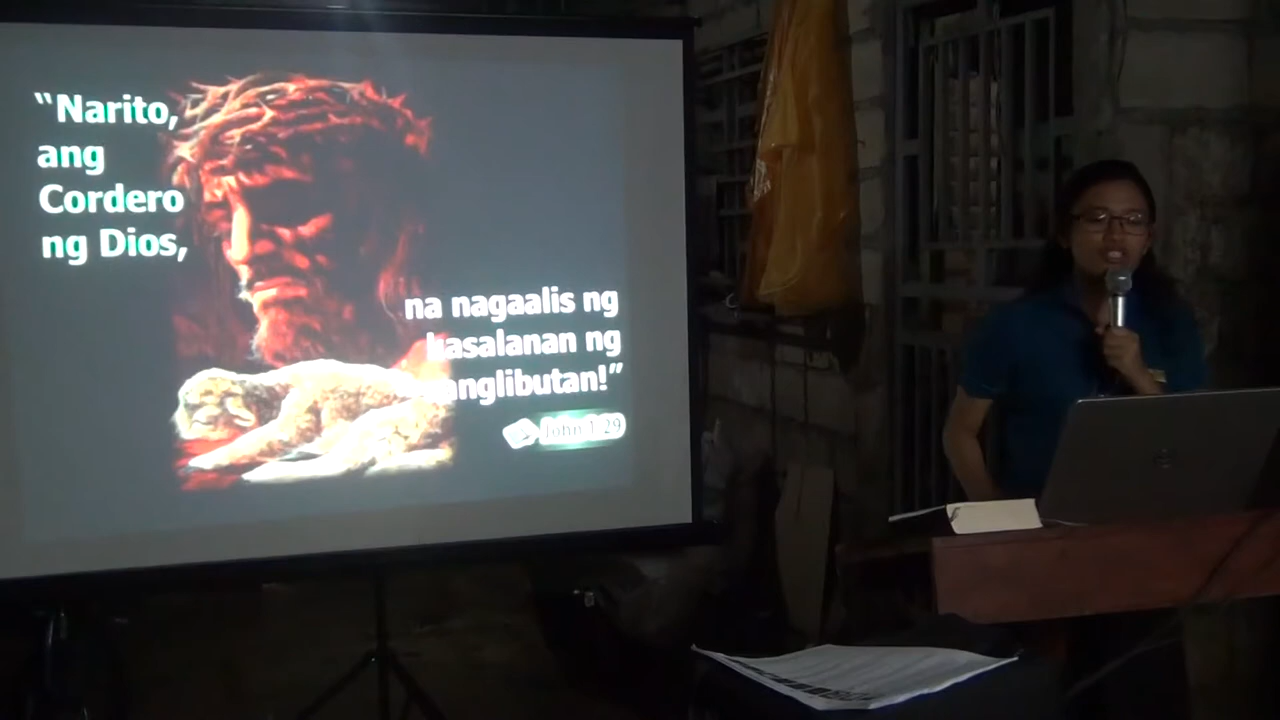 “Narito,
ang
Cordero
ng Dios,
na nagaalis ng
kasalanan ng
sanglibutan!”
John 1:29